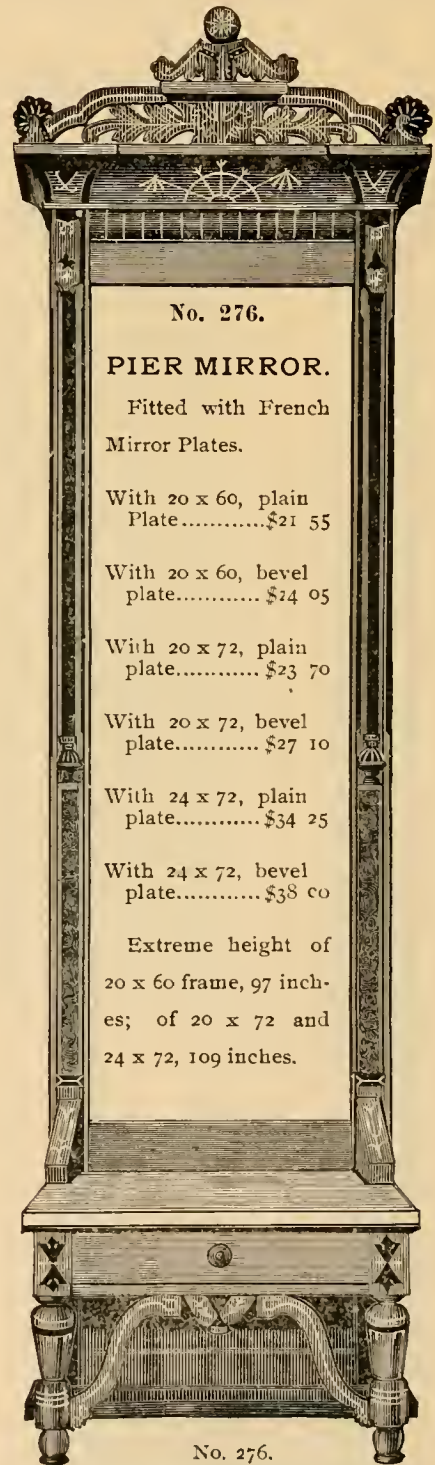 No. 276.
PIER MIRROR.
Fitted with French
Mirror Plates.
With 20 x 60, plain
Plate............$21 55
With 20 x 60, bevel
plate............ $24 05
With 20 x 72, plain
plate............ $23 70
With 20 x 72, bevel
plate............ $27 10
With 24 x 72, plain
plate............ $34 25
With 24 x 72, bevel
plate............ $38 00
Extreme height of
20 x 60 frame, 97 inch-
es; of 20 x 72 and
24 x 72, 109 inches.
No. 276.